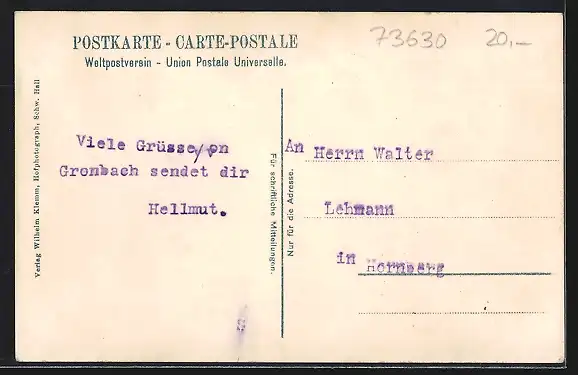 POSTKARTE - CARTE-POSTALE
Weltpostverein - Union Postale Universelle.
73630
20,-
Verlag Wilhelm Klemm, Hofphotograph, Schw. Hall
Viele Grüsse von
Gronbach sendet dir
Hellmut.
Für schriftliche Mitteilungen.
Nur für die Adresse.
An Herrn Walter
Lehmann
in Hornberg